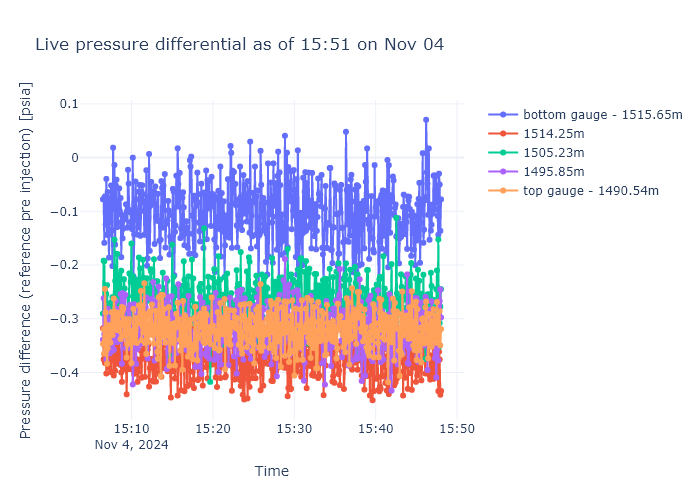 Live pressure differential as of 15:51 on Nov 04
Pressure difference (reference pre injection) [psia]
0.1
0
−0.1
−0.2
−0.3
−0.4
15:10
Nov 4, 2024
15:20
15:30
15:40
15:50
Time
bottom gauge - 1515.65m
1514.25m
1505.23m
1495.85m
top gauge - 1490.54m